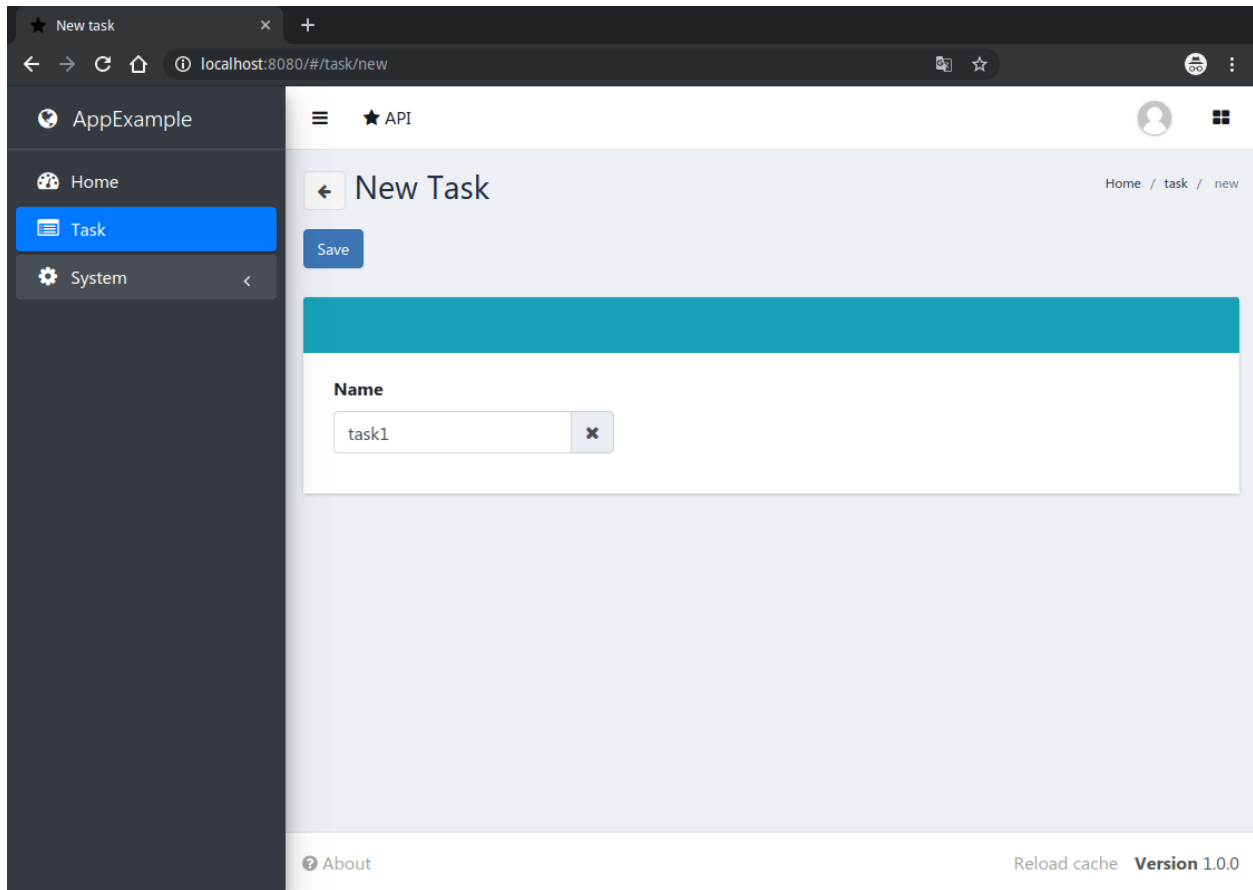 New task
localhost:8080/#/task/new
AppExample
API
Home
Task
System
New Task
Home / task / new
Save
Name
task1
About
Reload cache Version 1.0.0